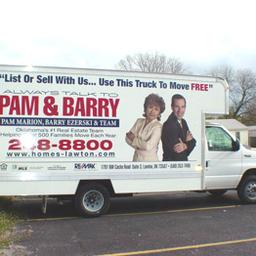 "List Or Sell With Us... Use This Truck To Move FREE"
ALWAYS TALK TO
PAM & BARRY
PAM MARION, BARRY EZERSKI & TEAM
Oklahoma's #1 Real Estate Team
Helping over 500 Families Move Each Year
248-8800
www.homes-lawton.com
MLS
RE/MAX